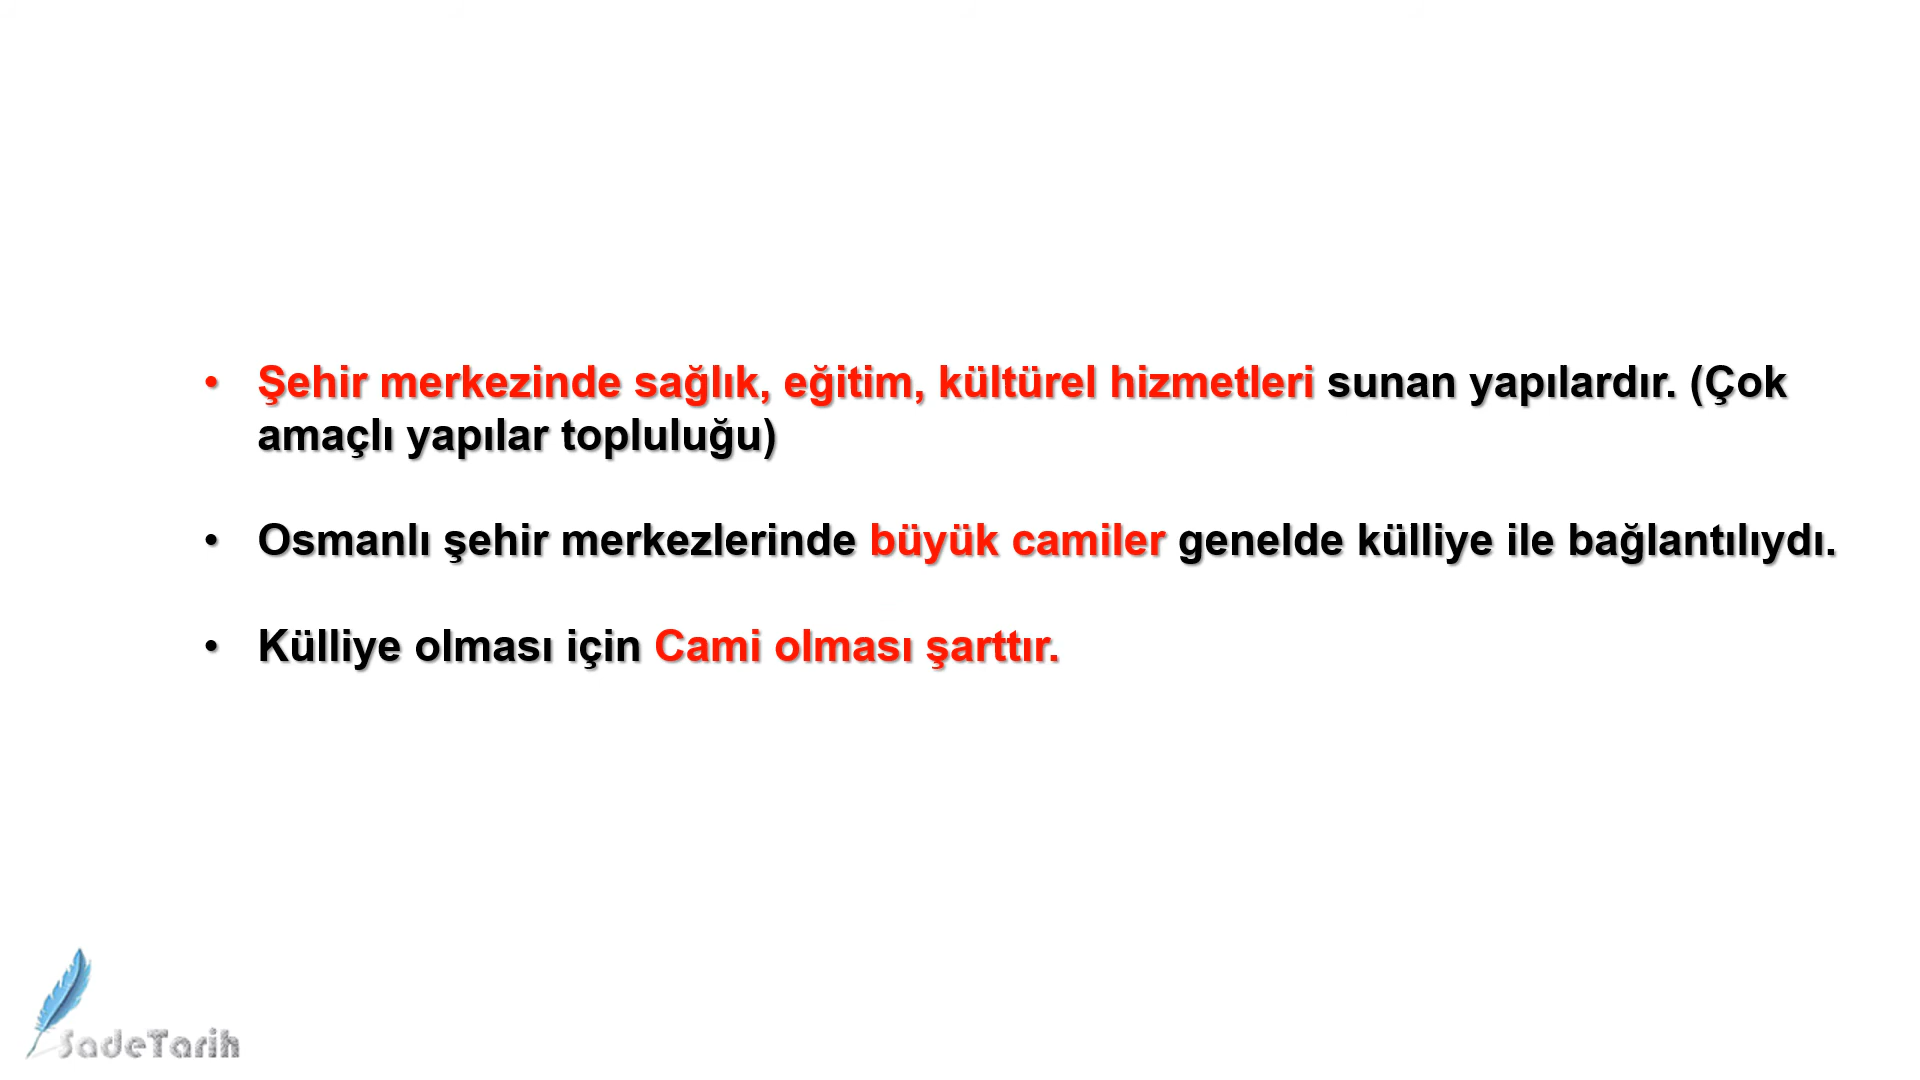 • Şehir merkezinde sağlık, eğitim, kültürel hizmetleri sunan yapılardır. (Çok
amaçlı yapılar topluluğu)
• Osmanlı şehir merkezlerinde büyük camiler genelde külliye ile bağlantılıydı.
• Külliye olması için Cami olması şarttır.
SadeTarih